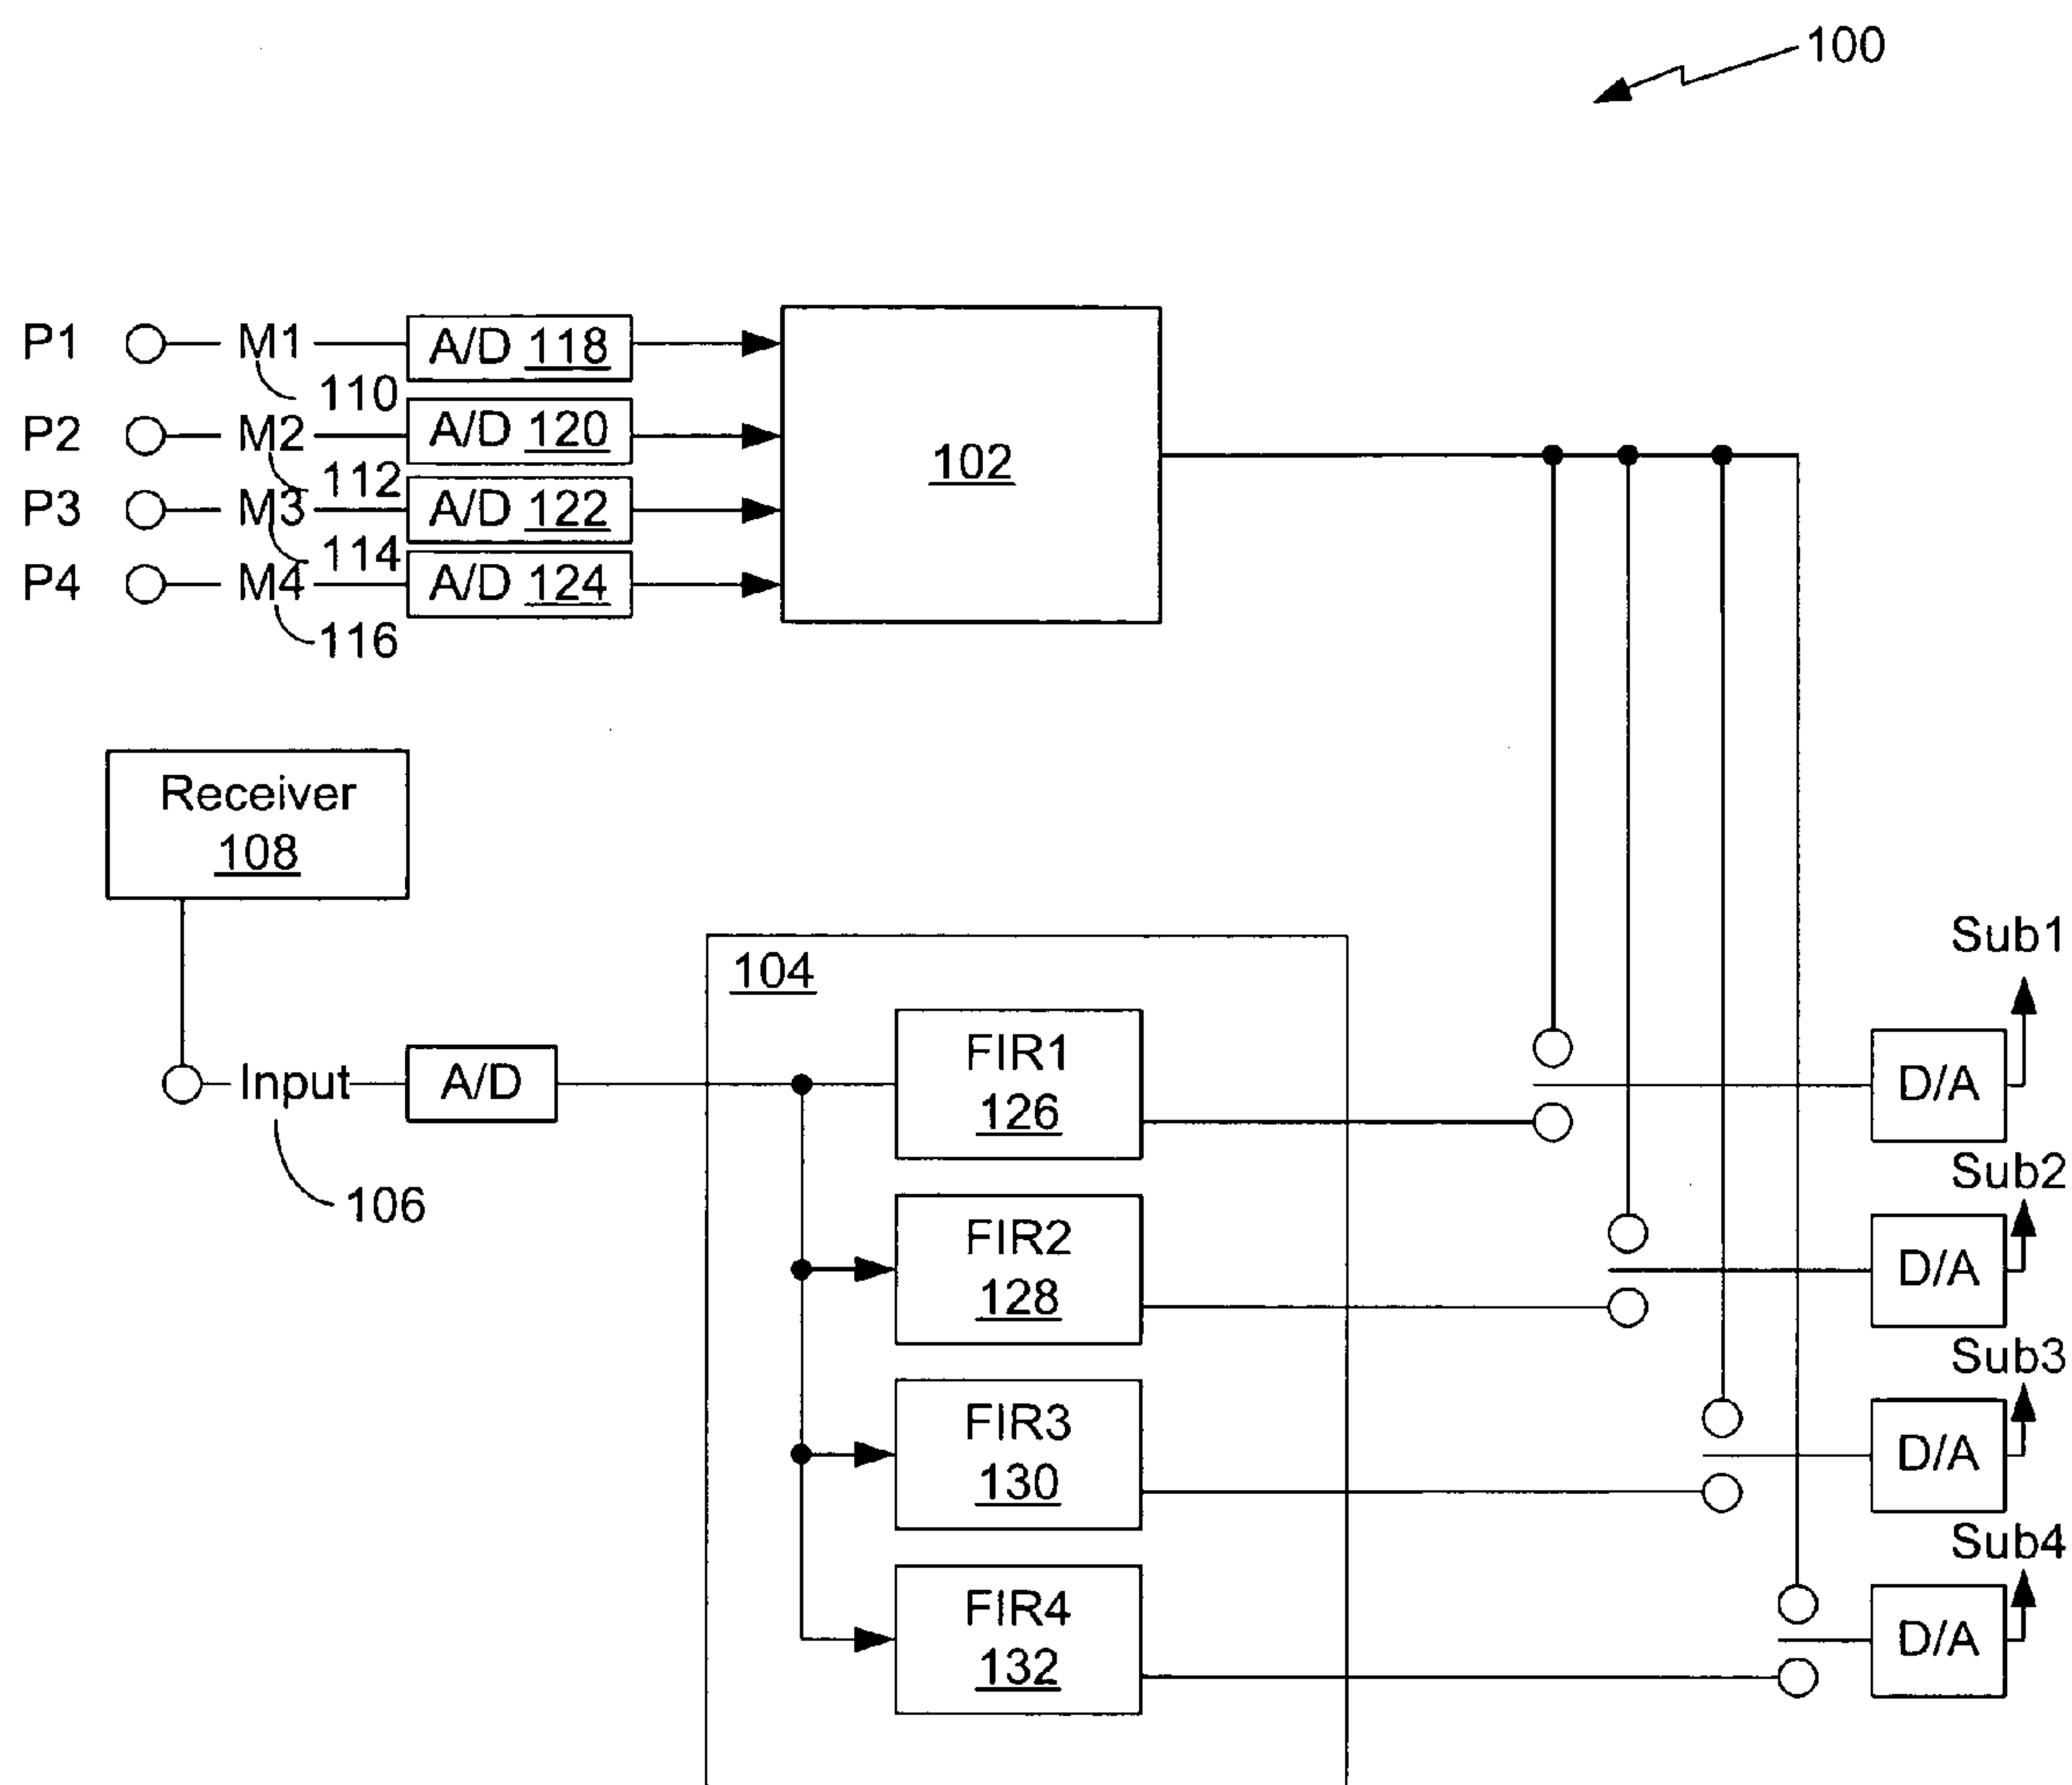 100
P1 M1 A/D 118
110
P2 M2 A/D 120
102
112
P3 M3 A/D 122
114
P4 M4 A/D 124
116
Receiver
108
Sub1
104
FIR1
Input A/D D/A
126
Sub2
106
FIR2
D/A
128
Sub3
FIR3
D/A
130
Sub4
FIR4
D/A
132